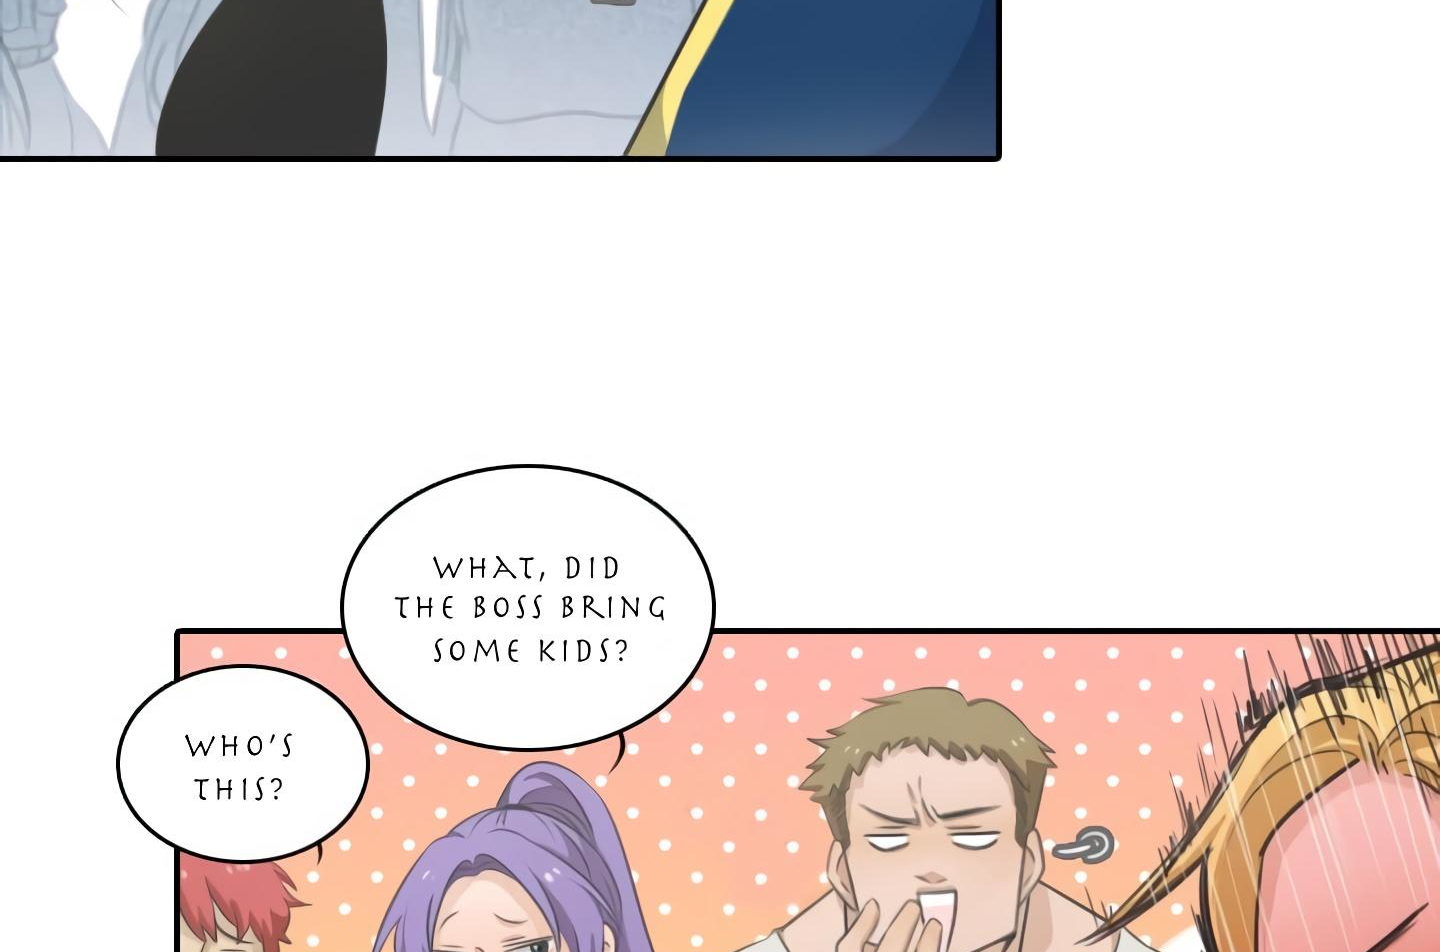 WHAT, DID
THE BOSS BRING
SOME KIDS?
WHO'S
THIS?